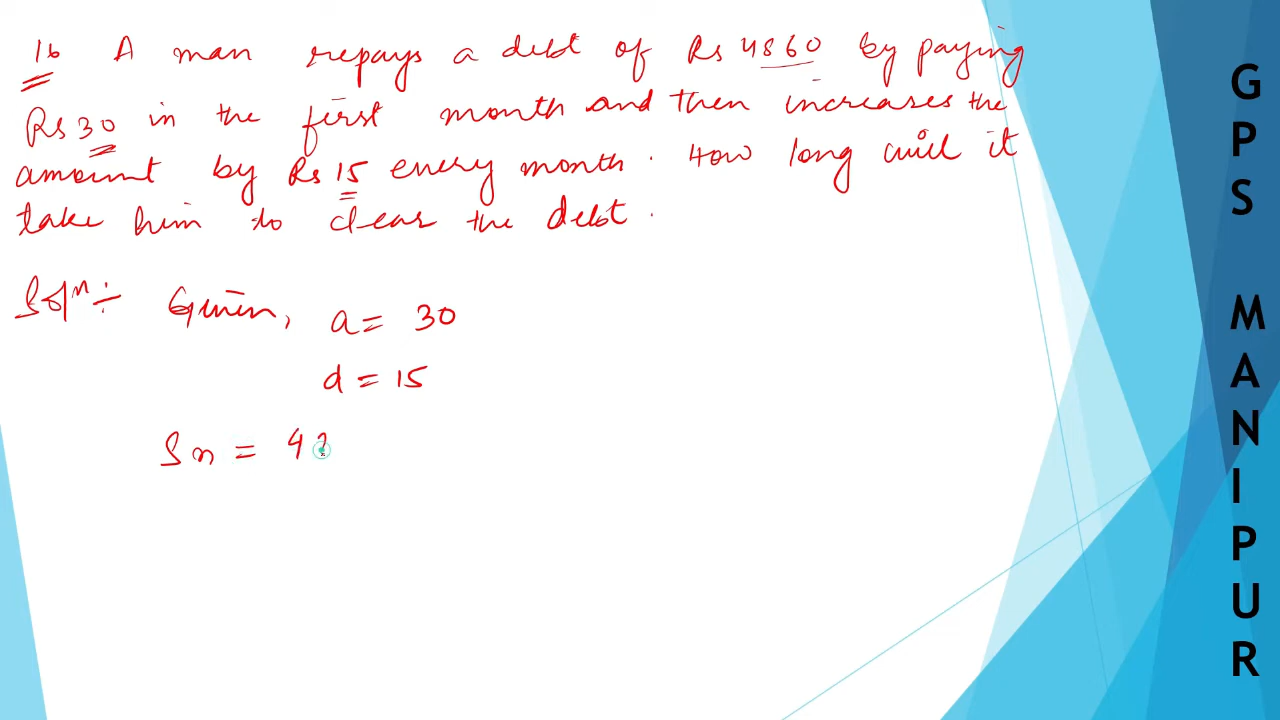 16 A man repays a debt of Rs 4860 by paying
Rs 30 in the first month and then increases the
amount by Rs 15 every month. How long will it
take him to clear the debt.
Solⁿ÷ Given, a = 30
d = 15
Sn = 4
GPS MANIPUR